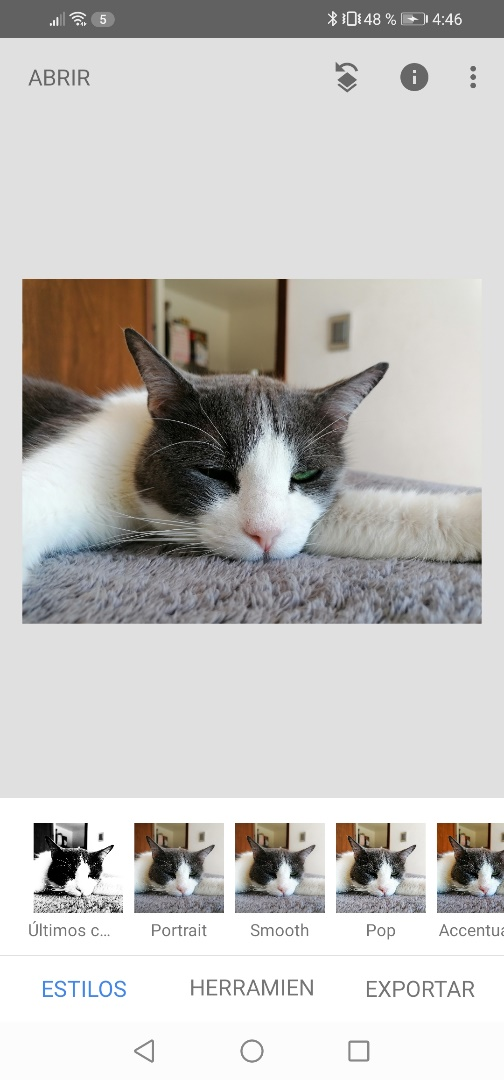 5 48 % 4:46
ABRIR
Últimos c... Portrait Smooth Pop Accentua
ESTILOS HERRAMIEN EXPORTAR